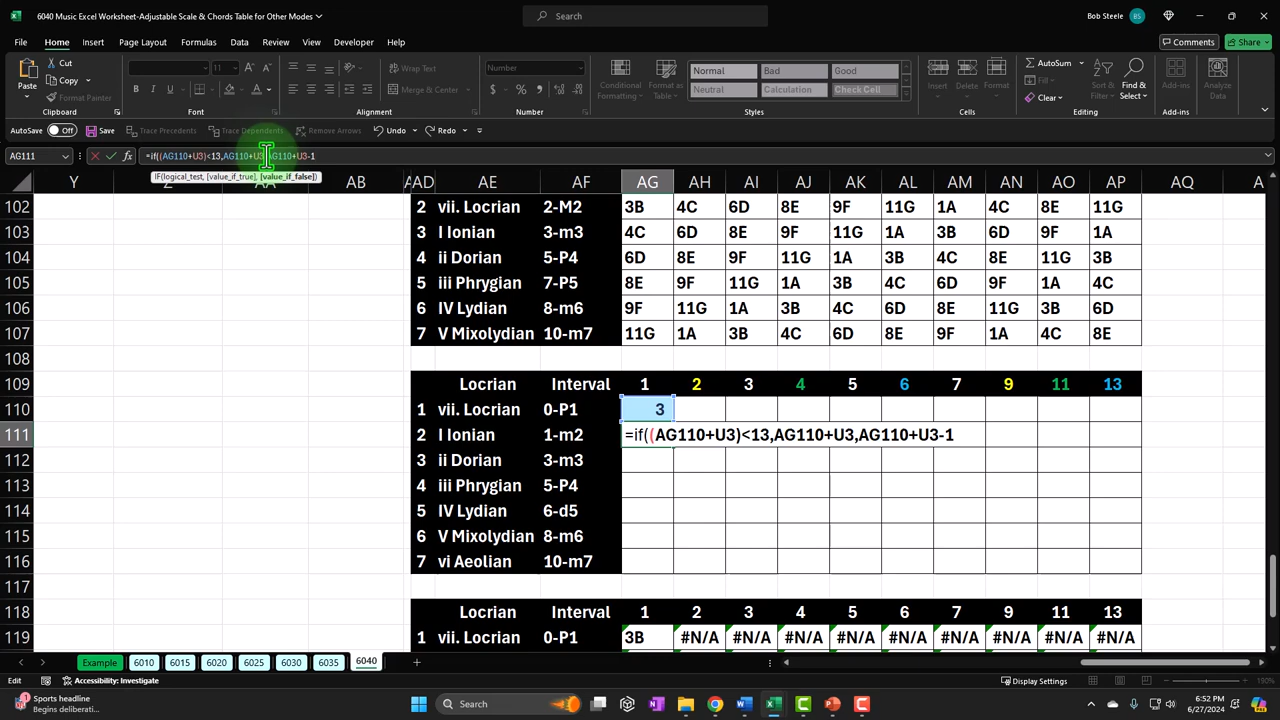 6040 Music Excel Worksheet-Adjustable Scale & Chords Table for Other Modes
Search
Bob Steele
BS
File Home Insert Draw Page Layout Formulas Data Review View Developer Help
Comments
Share
Cut
Copy
Format Painter
Paste
Clipboard
11
Font
Wrap Text
Merge & Center
Alignment
Number
Number
Conditional Formatting
Format as Table
Normal Bad Good
Neutral Calculation Check Cell
Styles
Insert Delete Format
Cells
AutoSum
Fill
Clear
Sort & Filter
Find & Select
Editing
Add-ins
Add-ins
Analyze Data
AutoSave Off Save Trace Precedents Trace Dependents Remove Arrows Undo Redo
AG111
=if((AG110+U3)<13,AG110+U3,AG110+U3-1
IF(logical_test, [value_if_true], [value_if_false])
Y AA AB A AD AE AF AG AH AI AJ AK AL AM AN AO AP AQ A
102 2 vii. Locrian 2-M2 3B 4C 6D 8E 9F 11G 1A 4C 8E 11G
103 3 I Ionian 3-m3 4C 6D 8E 9F 11G 1A 3B 6D 9F 1A
104 4 ii Dorian 5-P4 6D 8E 9F 11G 1A 3B 4C 8E 11G 3B
105 5 iii Phrygian 7-P5 8E 9F 11G 1A 3B 4C 6D 9F 1A 4C
106 6 IV Lydian 8-m6 9F 11G 1A 3B 4C 6D 8E 11G 3B 6D
107 7 V Mixolydian 10-m7 11G 1A 3B 4C 6D 8E 9F 1A 4C 8E
108
109 Locrian Interval 1 2 3 4 5 6 7 9 11 13
110 1 vii. Locrian 0-P1 3
111 2 I Ionian 1-m2 =if((AG110+U3)<13,AG110+U3,AG110+U3-1
112 3 ii Dorian 3-m3
113 4 iii Phrygian 5-P4
114 5 IV Lydian 6-d5
115 6 V Mixolydian 8-m6
116 7 vi Aeolian 10-m7
117
118 Locrian Interval 1 2 3 4 5 6 7 9 11 13
119 1 vii. Locrian 0-P1 3B #N/A #N/A #N/A #N/A #N/A #N/A #N/A #N/A #N/A
Example 6010 6015 6020 6025 6030 6035 6040
Edit Accessibility: Investigate Display Settings 190%
Sports headline
Begins deliberati...
Search
6:52 PM
6/27/2024